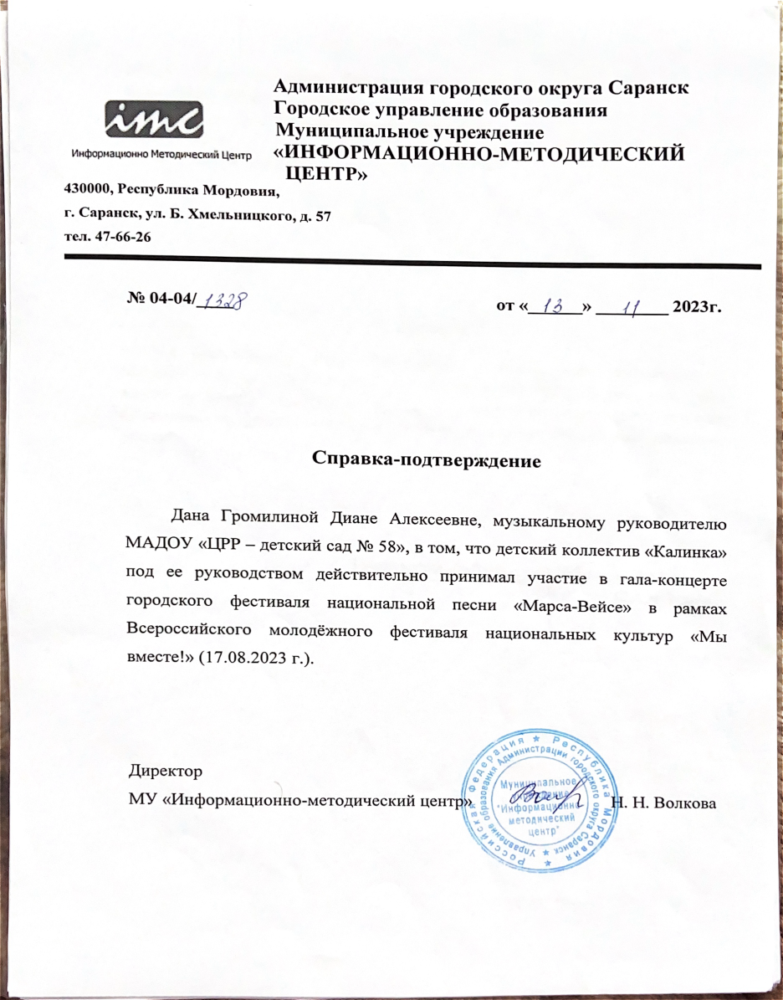 Администрация городского округа Саранск
Городское управление образования
Муниципальное учреждение
«ИНФОРМАЦИОННО-МЕТОДИЧЕСКИЙ
ЦЕНТР»
imc
Информационно Методический Центр
430000, Республика Мордовия,
г. Саранск, ул. Б. Хмельницкого, д. 57
тел. 47-66-26
№ 04-04/ 1328
от « 13 » 11 2023г.
Справка-подтверждение
Дана Громилиной Диане Алексеевне, музыкальному руководителю
МАДОУ «ЦРР – детский сад № 58», в том, что детский коллектив «Калинка»
под ее руководством действительно принимал участие в гала-концерте
городского фестиваля национальной песни «Марса-Вейсе» в рамках
Всероссийского молодёжного фестиваля национальных культур «Мы
вместе!» (17.08.2023 г.).
Директор
МУ «Информационно-методический центр»
Н. Н. Волкова
Российская Федерация ★ Республика Мордовия ★
Управление образования Администрации городского округа Саранск ★
Муниципальное
"Информационно
методический
центр"